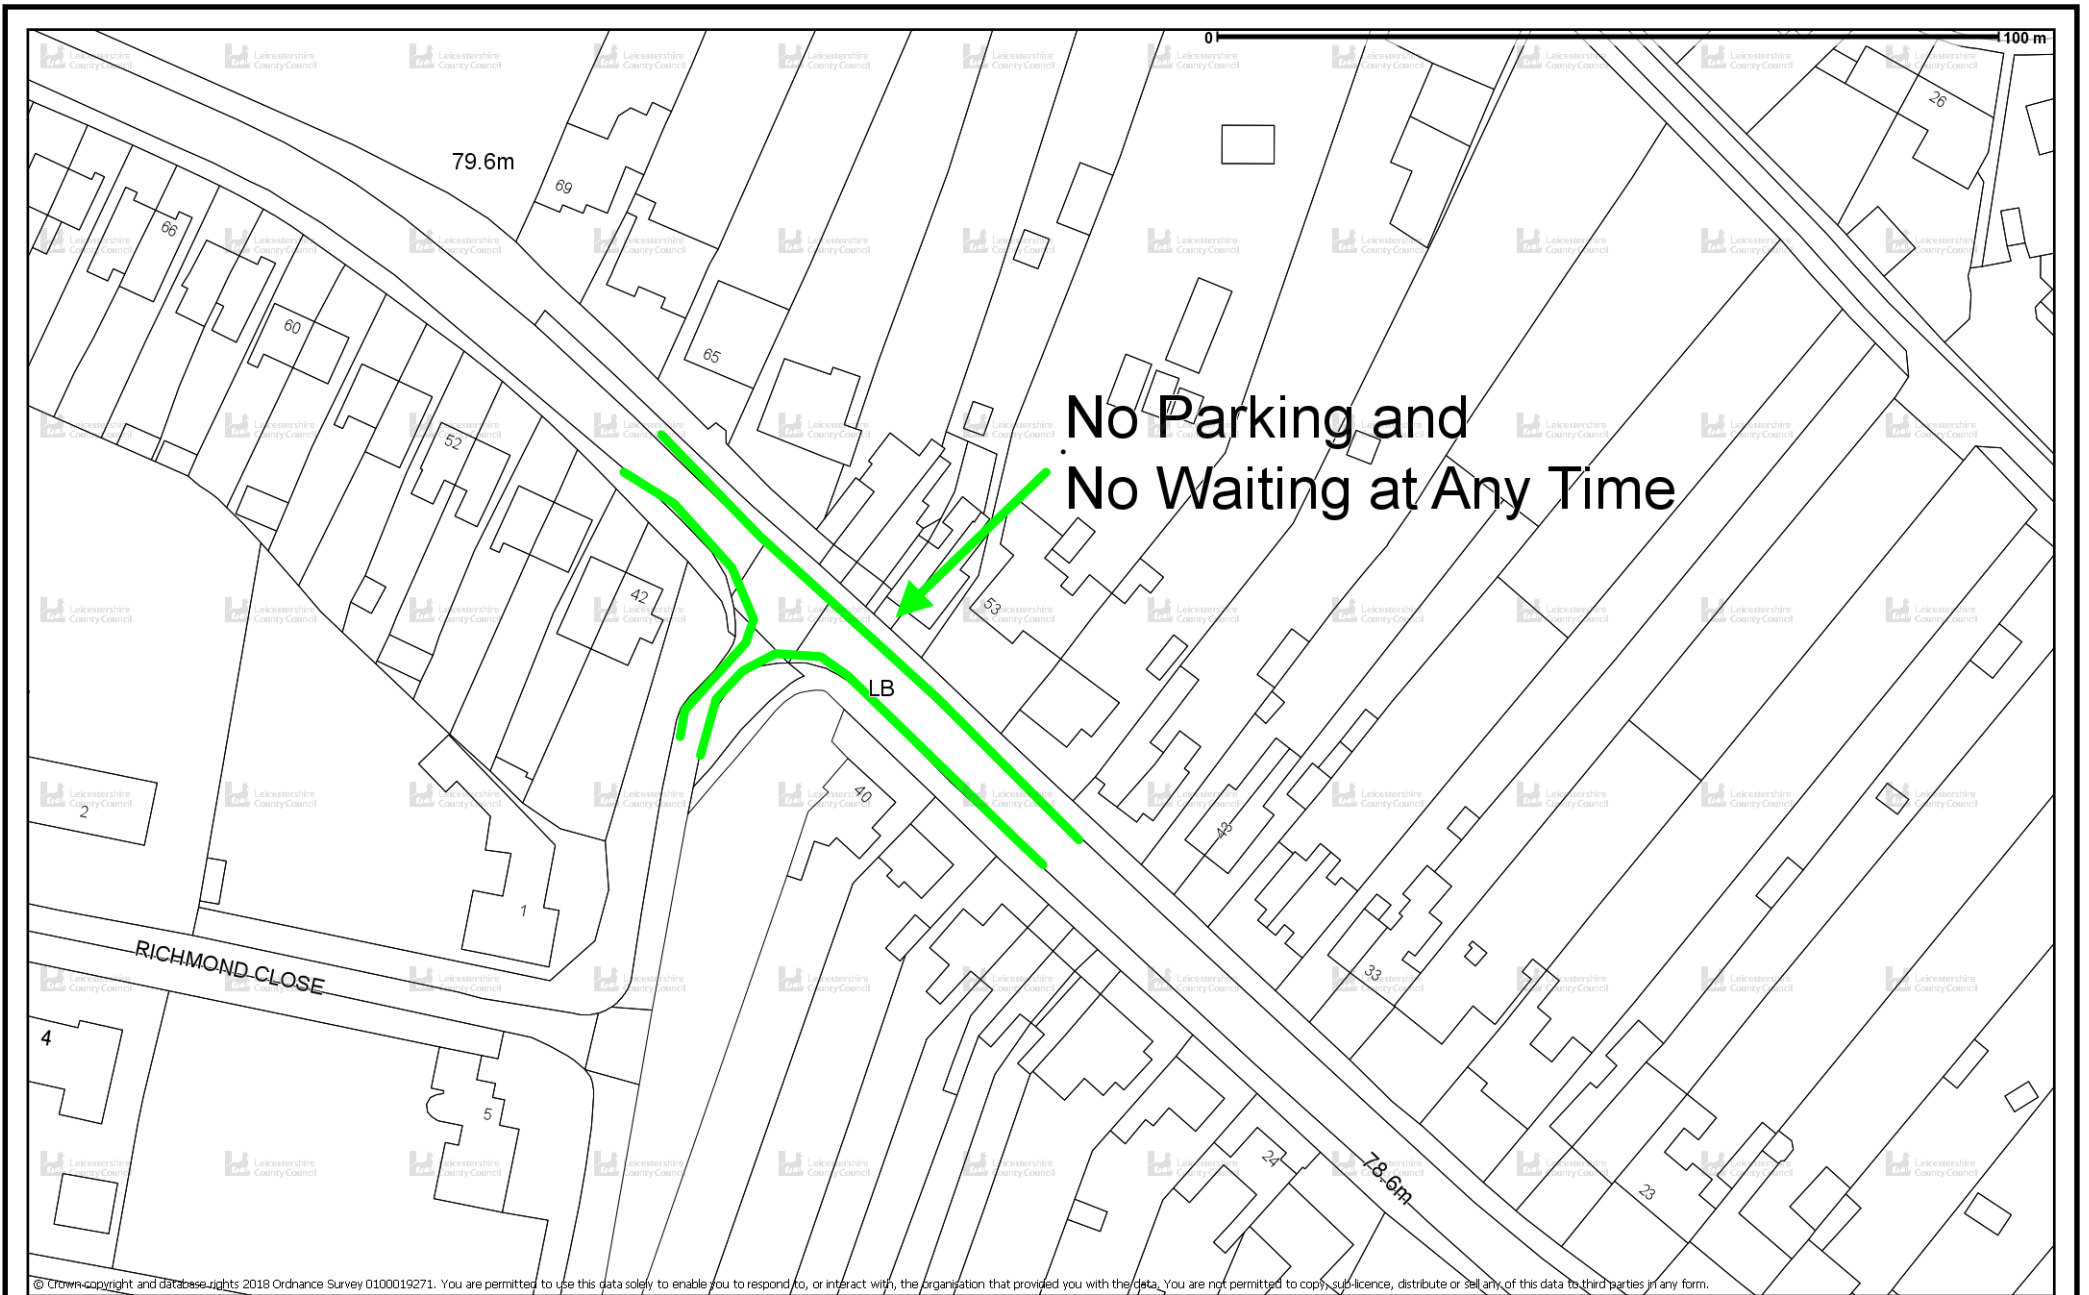 0 100 m
26
79.6m
69
66
60
65
52
No Parking and
No Waiting at Any Time
42
53
LB
40
2
43
1
RICHMOND CLOSE
33
4
5
24
78.6m
23
Leicestershire
County Council
© Crown copyright and database rights 2018 Ordnance Survey 0100019271. You are permitted to use this data solely to enable you to respond to, or interact with, the organisation that provided you with the data. You are not permitted to copy, sub-licence, distribute or sell any of this data to third parties in any form.